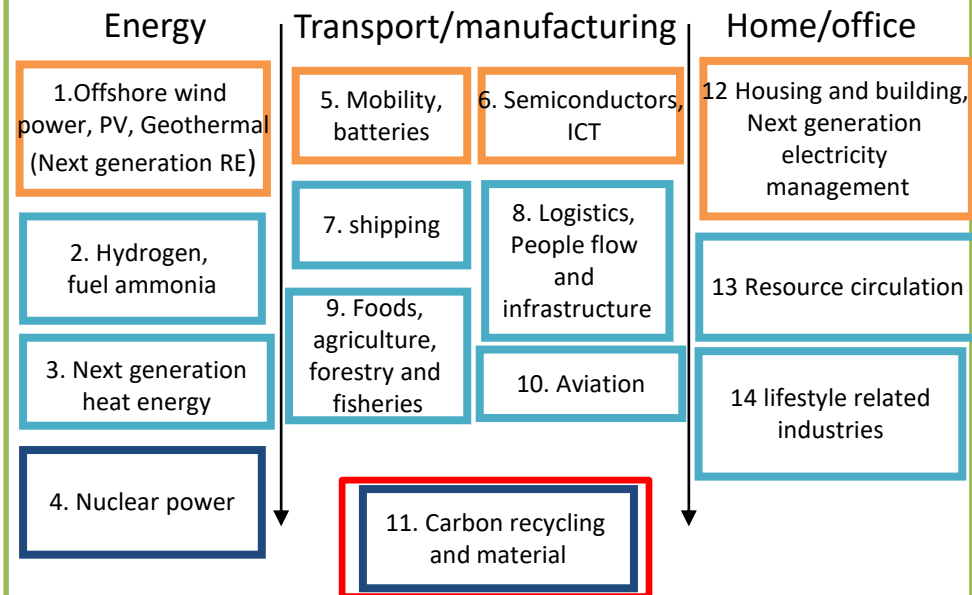 Energy
Transport/manufacturing
Home/office
1.Offshore wind
power, PV, Geothermal
(Next generation RE)
2. Hydrogen,
fuel ammonia
3. Next generation
heat energy
4. Nuclear power
5. Mobility,
batteries
6. Semiconductors,
ICT
7. shipping
8. Logistics,
People flow
and
infrastructure
9. Foods,
agriculture,
forestry and
fisheries
10. Aviation
11. Carbon recycling
and material
12 Housing and building,
Next generation
electricity
management
13 Resource circulation
14 lifestyle related
industries